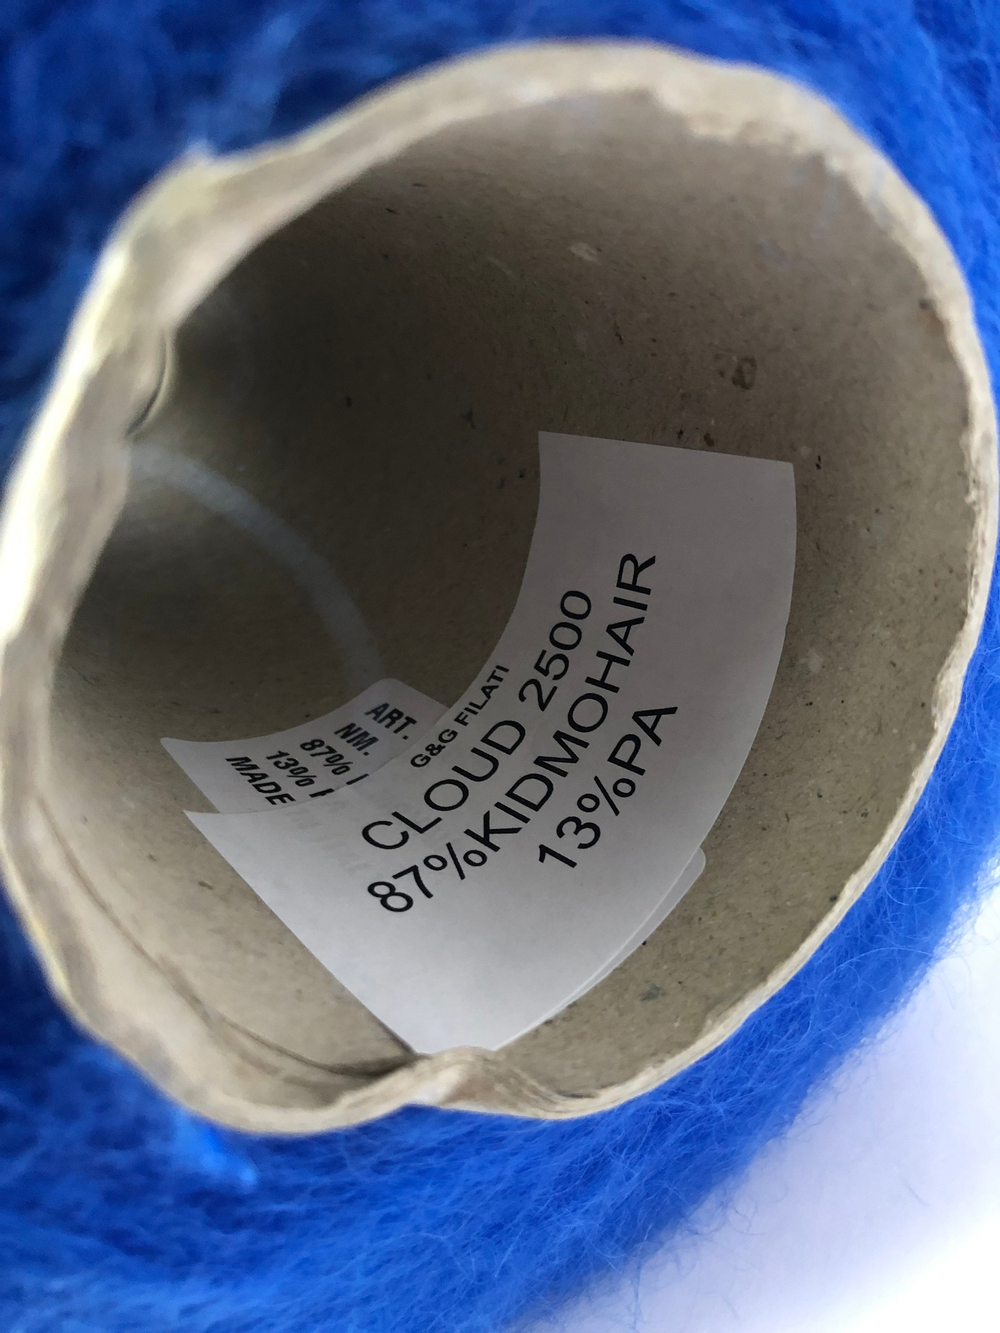 G&G FILATI
CLOUD 2500
87%KIDMOHAIR
13%PA
ART.
NM.
87%
13%
MADE